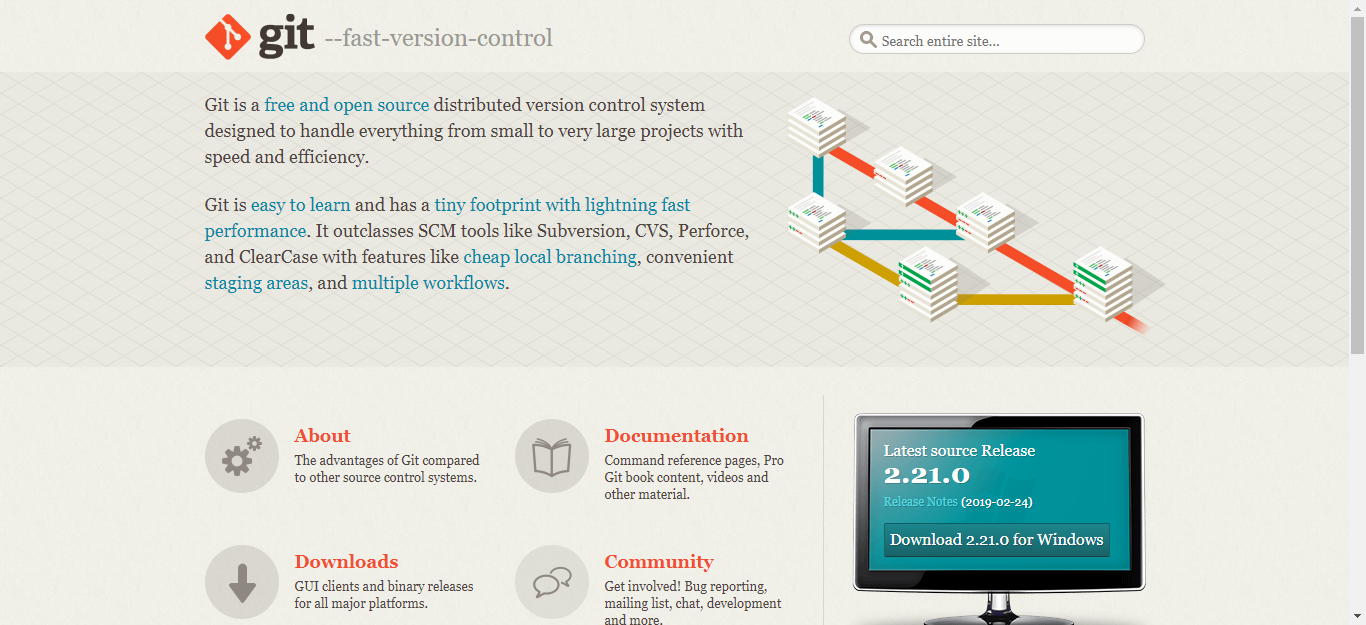 git --fast-version-control
Search entire site...
Git is a free and open source distributed version control system
designed to handle everything from small to very large projects with
speed and efficiency.
Git is easy to learn and has a tiny footprint with lightning fast
performance. It outclasses SCM tools like Subversion, CVS, Perforce,
and ClearCase with features like cheap local branching, convenient
staging areas, and multiple workflows.
About
The advantages of Git compared
to other source control systems.
Documentation
Command reference pages, Pro
Git book content, videos and
other material.
Downloads
GUI clients and binary releases
for all major platforms.
Community
Get involved! Bug reporting,
mailing list, chat, development
and more.
Latest source Release
2.21.0
Release Notes (2019-02-24)
Download 2.21.0 for Windows